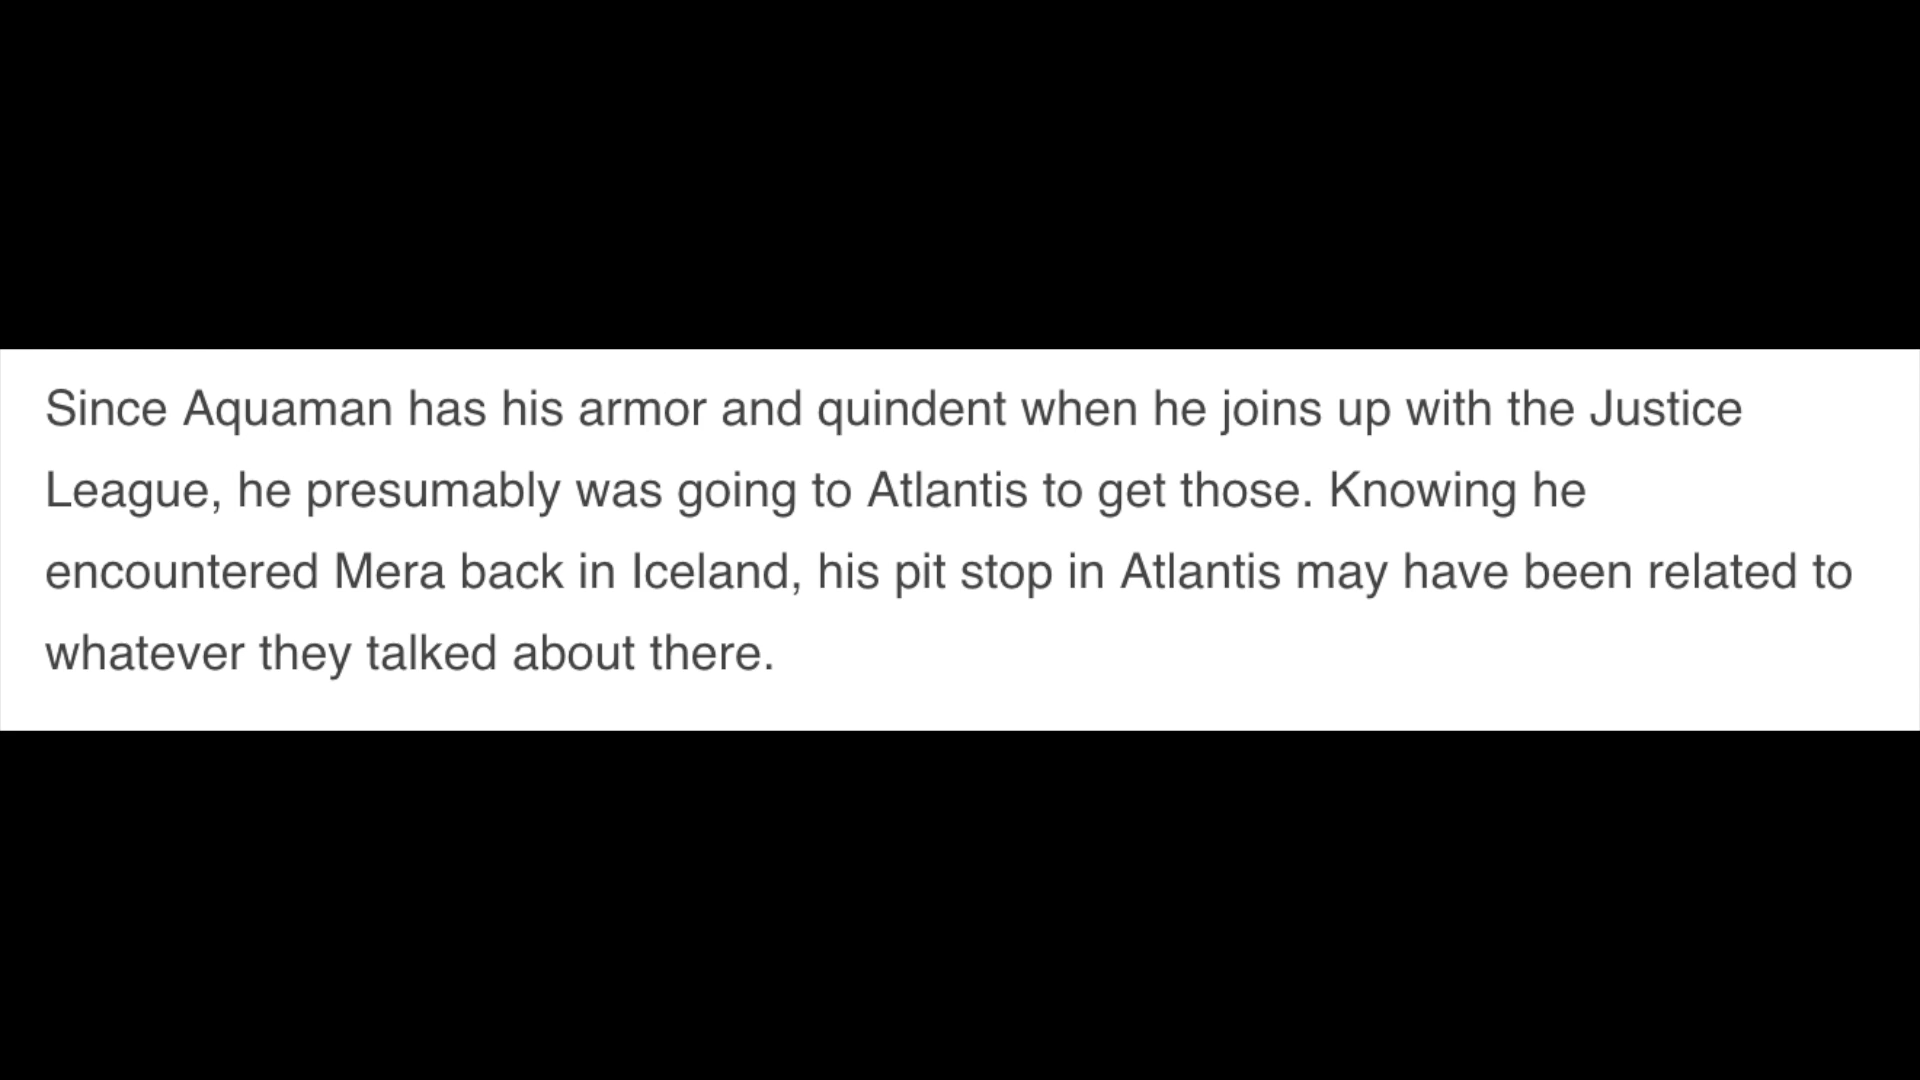 Since Aquaman has his armor and quindent when he joins up with the Justice
League, he presumably was going to Atlantis to get those. Knowing he
encountered Mera back in Iceland, his pit stop in Atlantis may have been related to
whatever they talked about there.